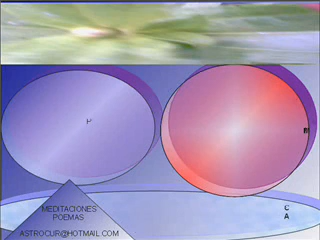 M
C
A
MEDITACIONES
POEMAS
ASTROCUR@HOTMAIL.COM